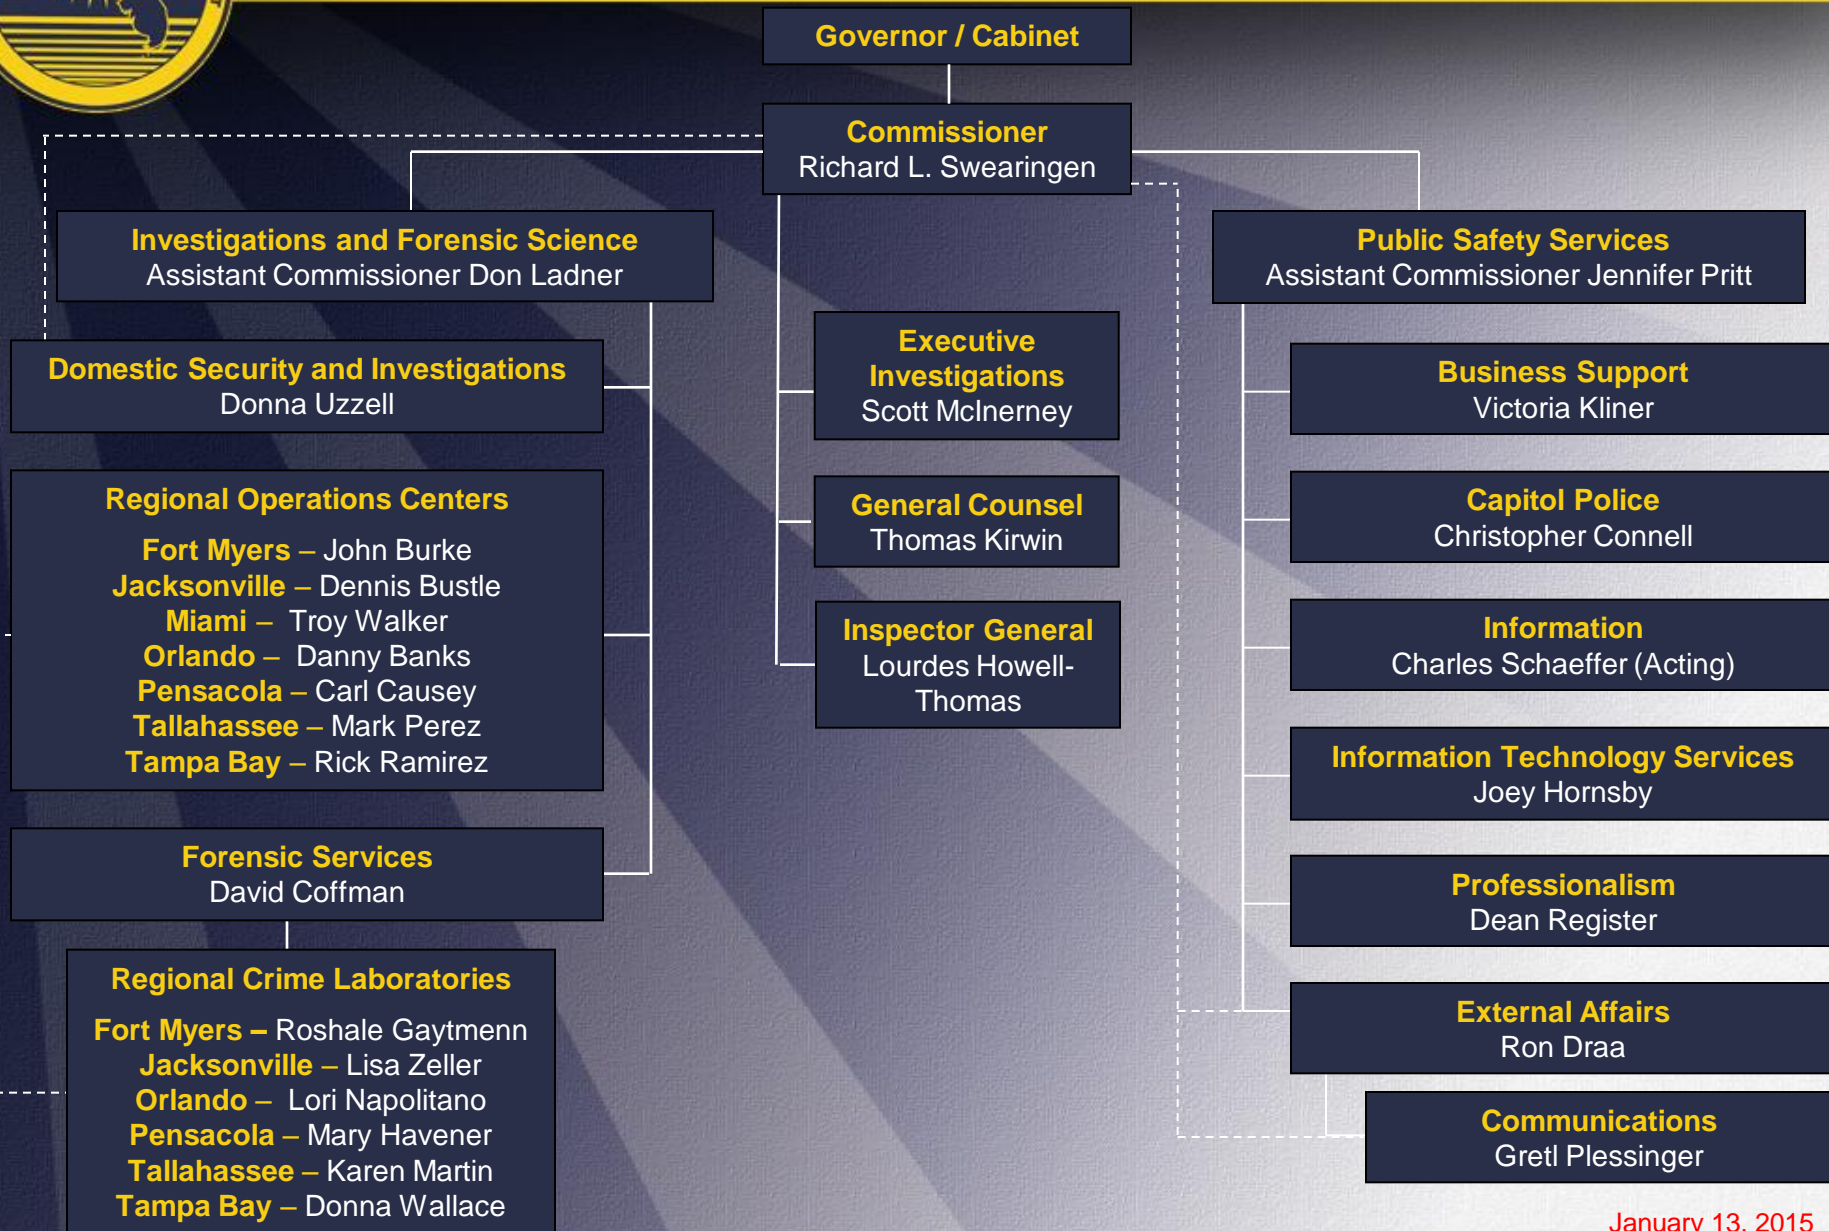 Governor / Cabinet
Commissioner
Richard L. Swearingen
Investigations and Forensic Science
Assistant Commissioner Don Ladner
Domestic Security and Investigations
Donna Uzzell
Regional Operations Centers
Fort Myers – John Burke
Jacksonville – Dennis Bustle
Miami – Troy Walker
Orlando – Danny Banks
Pensacola – Carl Causey
Tallahassee – Mark Perez
Tampa Bay – Rick Ramirez
Forensic Services
David Coffman
Regional Crime Laboratories
Fort Myers – Roshale Gaytmenn
Jacksonville – Lisa Zeller
Orlando – Lori Napolitano
Pensacola – Mary Havener
Tallahassee – Karen Martin
Tampa Bay – Donna Wallace
Executive
Investigations
Scott McInerney
General Counsel
Thomas Kirwin
Inspector General
Lourdes Howell-
Thomas
Public Safety Services
Assistant Commissioner Jennifer Pritt
Business Support
Victoria Kliner
Capitol Police
Christopher Connell
Information
Charles Schaeffer (Acting)
Information Technology Services
Joey Hornsby
Professionalism
Dean Register
External Affairs
Ron Draa
Communications
Gretl Plessinger
January 13, 2015